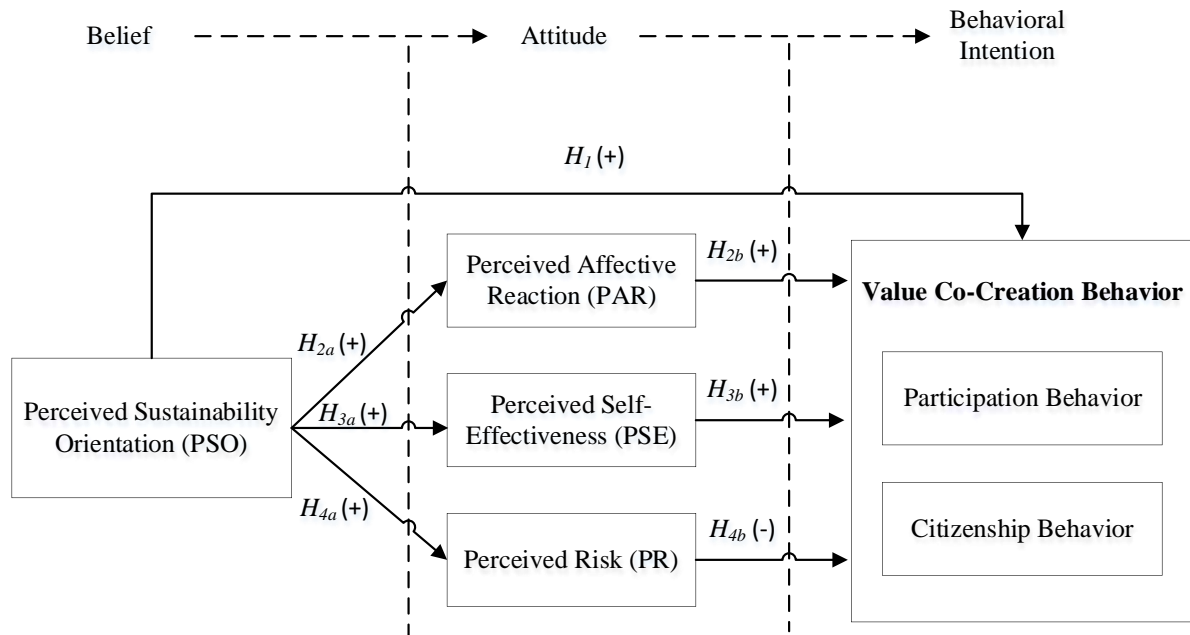 Belief
Attitude
Behavioral
Intention
H1 (+)
Perceived Affective
Reaction (PAR)
H2b (+)
Value Co-Creation Behavior
H2a (+)
Perceived Sustainability
Orientation (PSO)
H3a (+)
Perceived Self-
Effectiveness (PSE)
H3b (+)
Participation Behavior
H4a (+)
Perceived Risk (PR)
H4b (-)
Citizenship Behavior